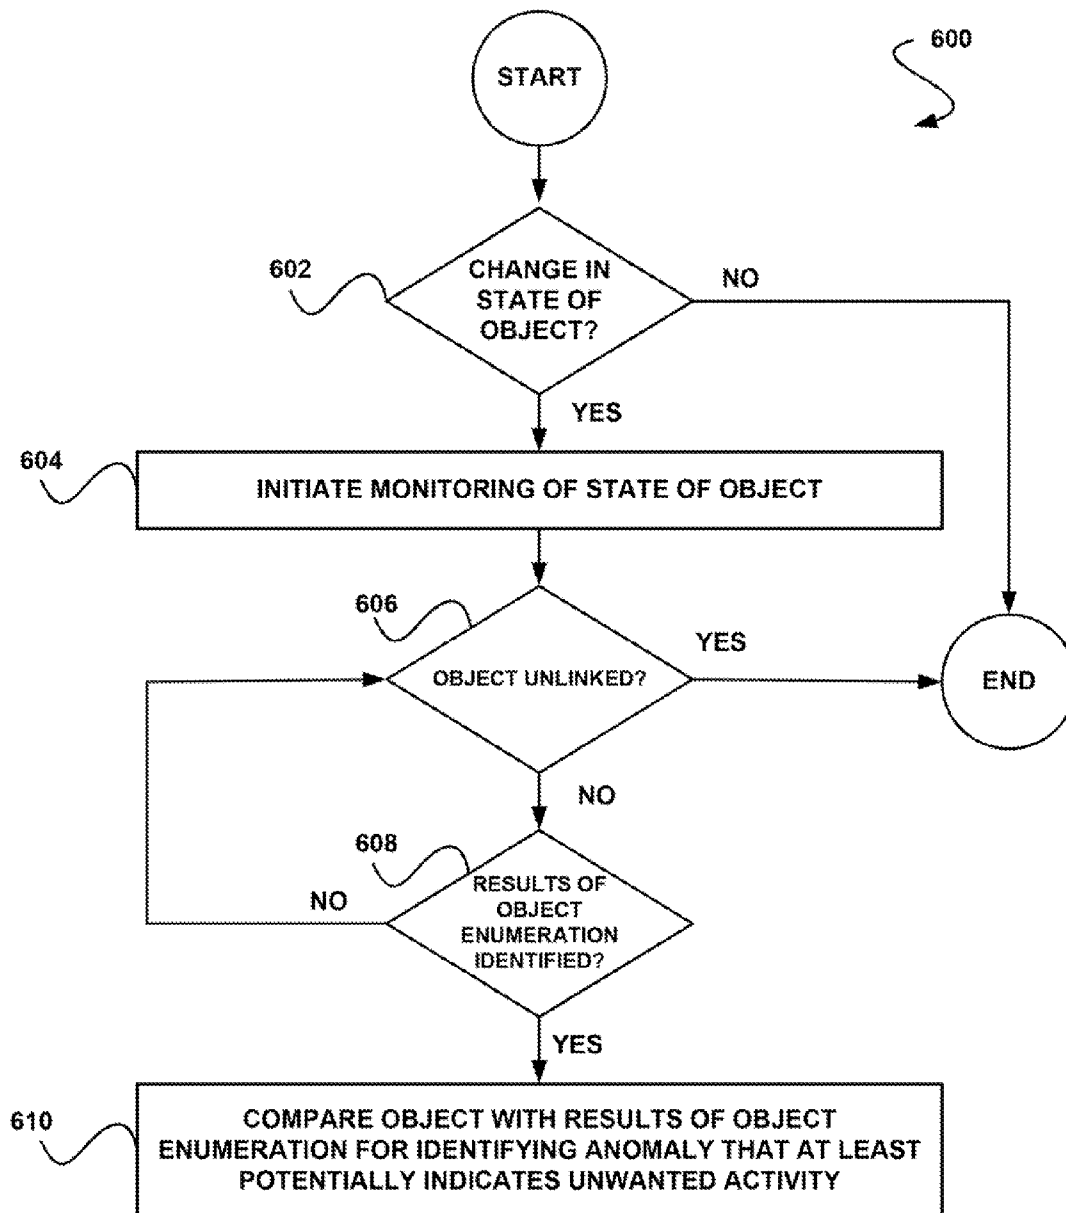 START
600
602
CHANGE IN
STATE OF
OBJECT?
NO
YES
604
INITIATE MONITORING OF STATE OF OBJECT
606
OBJECT UNLINKED?
YES
END
NO
608
RESULTS OF
OBJECT
ENUMERATION
IDENTIFIED?
NO
YES
610
COMPARE OBJECT WITH RESULTS OF OBJECT
ENUMERATION FOR IDENTIFYING ANOMALY THAT AT LEAST
POTENTIALLY INDICATES UNWANTED ACTIVITY